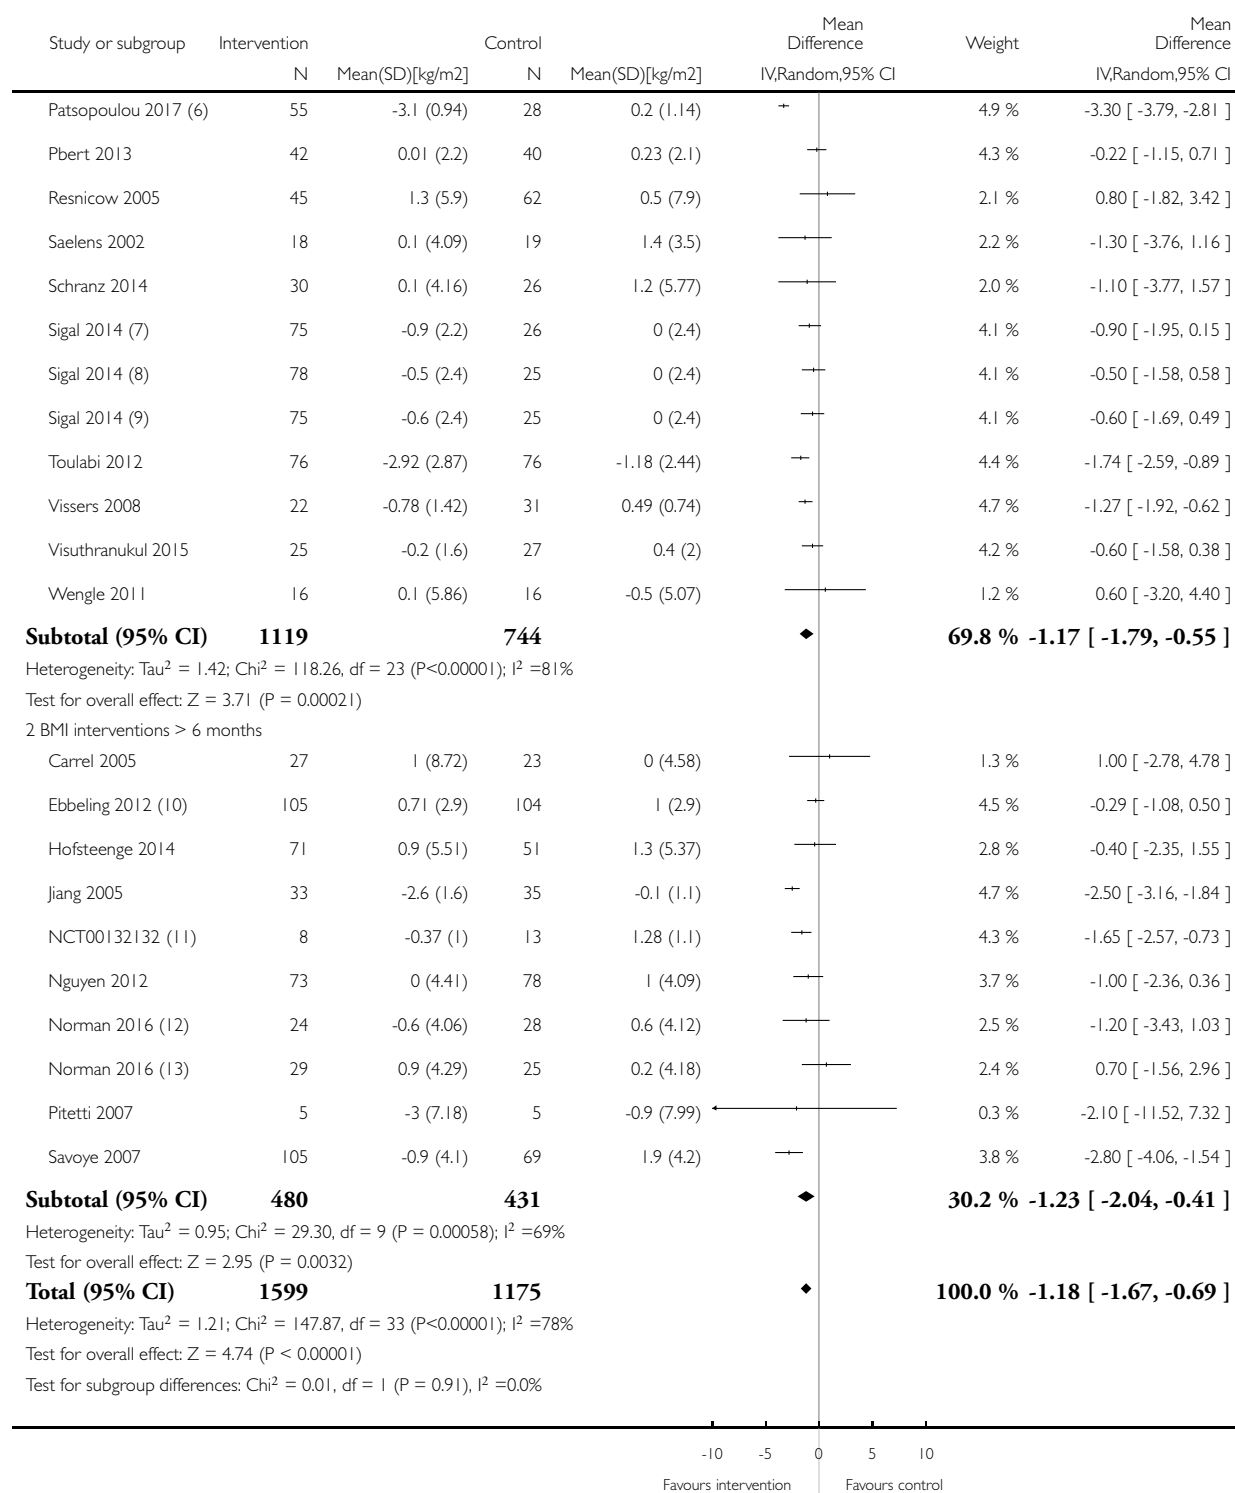 Mean Mean
Study or subgroup Intervention Control Difference Weight Difference
N Mean(SD)[kg/m2] N Mean(SD)[kg/m2] IV,Random,95% CI IV,Random,95% CI
Patsopoulou 2017 (6) 55 -3.1 (0.94) 28 0.2 (1.14) 4.9 % -3.30 [ -3.79, -2.81 ]
Pbert 2013 42 0.01 (2.2) 40 0.23 (2.1) 4.3 % -0.22 [ -1.15, 0.71 ]
Resnicow 2005 45 1.3 (5.9) 62 0.5 (7.9) 2.1 % 0.80 [ -1.82, 3.42 ]
Saelens 2002 18 0.1 (4.09) 19 1.4 (3.5) 2.2 % -1.30 [ -3.76, 1.16 ]
Schranz 2014 30 0.1 (4.16) 26 1.2 (5.77) 2.0 % -1.10 [ -3.77, 1.57 ]
Sigal 2014 (7) 75 -0.9 (2.2) 26 0 (2.4) 4.1 % -0.90 [ -1.95, 0.15 ]
Sigal 2014 (8) 78 -0.5 (2.4) 25 0 (2.4) 4.1 % -0.50 [ -1.58, 0.58 ]
Sigal 2014 (9) 75 -0.6 (2.4) 25 0 (2.4) 4.1 % -0.60 [ -1.69, 0.49 ]
Toulabi 2012 76 -2.92 (2.87) 76 -1.18 (2.44) 4.4 % -1.74 [ -2.59, -0.89 ]
Vissers 2008 22 -0.78 (1.42) 31 0.49 (0.74) 4.7 % -1.27 [ -1.92, -0.62 ]
Visuthranukul 2015 25 -0.2 (1.6) 27 0.4 (2) 4.2 % -0.60 [ -1.58, 0.38 ]
Wengle 2011 16 0.1 (5.86) 16 -0.5 (5.07) 1.2 % 0.60 [ -3.20, 4.40 ]
Subtotal (95% CI) 1119 744 69.8 % -1.17 [ -1.79, -0.55 ]
Heterogeneity: Tau² = 1.42; Chi² = 118.26, df = 23 (P<0.00001); I² =81%
Test for overall effect: Z = 3.71 (P = 0.00021)
2 BMI interventions > 6 months
Carrel 2005 27 1 (8.72) 23 0 (4.58) 1.3 % 1.00 [ -2.78, 4.78 ]
Ebbeling 2012 (10) 105 0.71 (2.9) 104 1 (2.9) 4.5 % -0.29 [ -1.08, 0.50 ]
Hofsteenge 2014 71 0.9 (5.51) 51 1.3 (5.37) 2.8 % -0.40 [ -2.35, 1.55 ]
Jiang 2005 33 -2.6 (1.6) 35 -0.1 (1.1) 4.7 % -2.50 [ -3.16, -1.84 ]
NCT00132132 (11) 8 -0.37 (1) 13 1.28 (1.1) 4.3 % -1.65 [ -2.57, -0.73 ]
Nguyen 2012 73 0 (4.41) 78 1 (4.09) 3.7 % -1.00 [ -2.36, 0.36 ]
Norman 2016 (12) 24 -0.6 (4.06) 28 0.6 (4.12) 2.5 % -1.20 [ -3.43, 1.03 ]
Norman 2016 (13) 29 0.9 (4.29) 25 0.2 (4.18) 2.4 % 0.70 [ -1.56, 2.96 ]
Pitetti 2007 5 -3 (7.18) 5 -0.9 (7.99) 0.3 % -2.10 [ -11.52, 7.32 ]
Savoye 2007 105 -0.9 (4.1) 69 1.9 (4.2) 3.8 % -2.80 [ -4.06, -1.54 ]
Subtotal (95% CI) 480 431 30.2 % -1.23 [ -2.04, -0.41 ]
Heterogeneity: Tau² = 0.95; Chi² = 29.30, df = 9 (P = 0.00058); I² =69%
Test for overall effect: Z = 2.95 (P = 0.0032)
Total (95% CI) 1599 1175 100.0 % -1.18 [ -1.67, -0.69 ]
Heterogeneity: Tau² = 1.21; Chi² = 147.87, df = 33 (P<0.00001); I² =78%
Test for overall effect: Z = 4.74 (P < 0.00001)
Test for subgroup differences: Chi² = 0.01, df = 1 (P = 0.91), I² =0.0%
-10 -5 0 5 10
Favours intervention Favours control